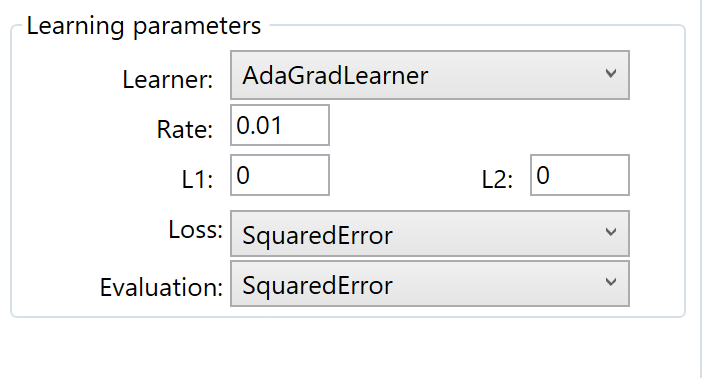 Learning parameters
Learner: AdaGradLearner
Rate: 0.01
L1: 0 L2: 0
Loss: SquaredError
Evaluation: SquaredError